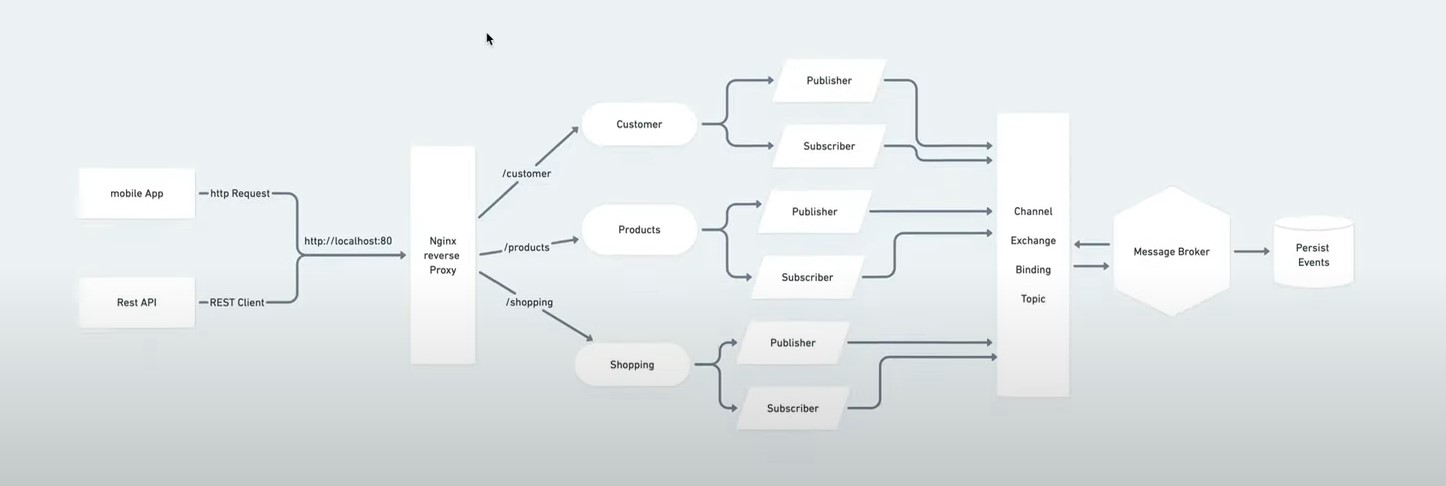 mobile App
http Request
Rest API
REST Client
http://localhost:80
Nginx
reverse
Proxy
/customer
/products
/shopping
Customer
Products
Shopping
Publisher
Subscriber
Publisher
Subscriber
Publisher
Subscriber
Channel
Exchange
Binding
Topic
Message Broker
Persist
Events